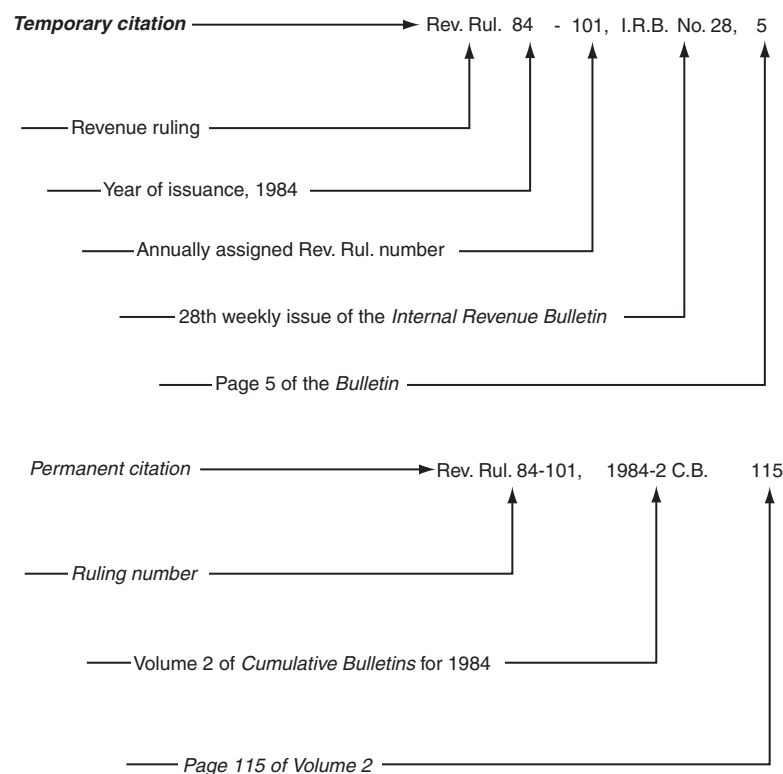 Temporary citation Rev. Rul. 84 - 101, I.R.B. No. 28, 5
Revenue ruling
Year of issuance, 1984
Annually assigned Rev. Rul. number
28th weekly issue of the Internal Revenue Bulletin
Page 5 of the Bulletin
Permanent citation Rev. Rul. 84-101, 1984-2 C.B. 115
Ruling number
Volume 2 of Cumulative Bulletins for 1984
Page 115 of Volume 2